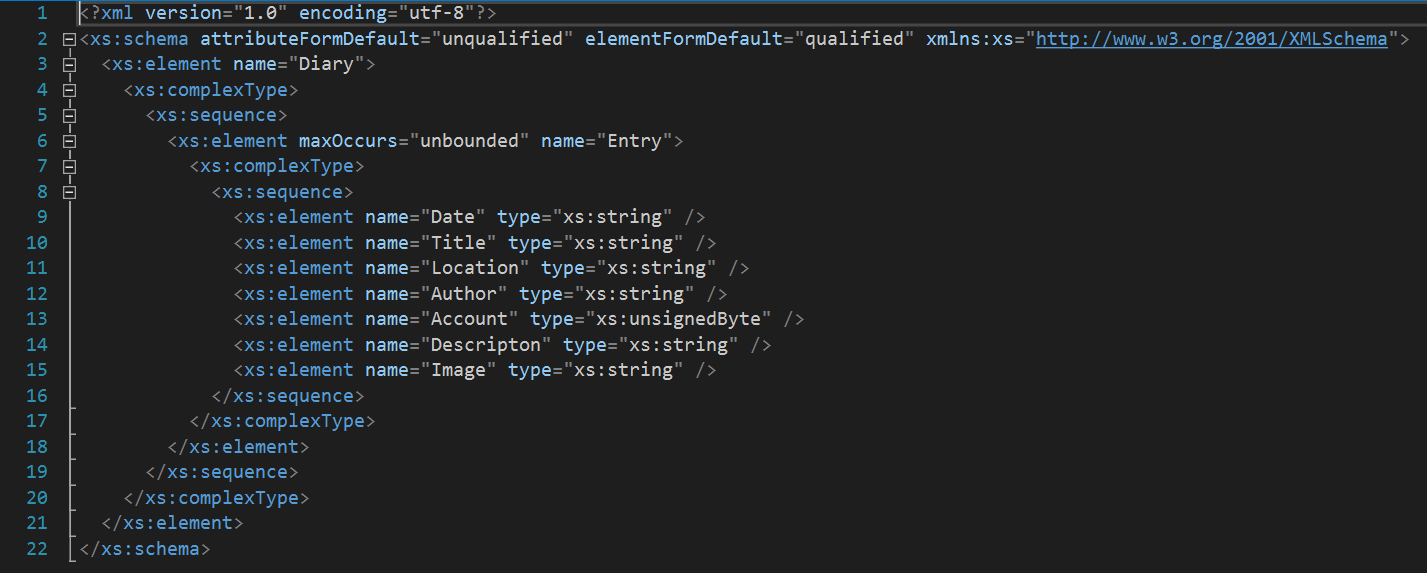 1 <?xml version="1.0" encoding="utf-8"?>
2 <xs:schema attributeFormDefault="unqualified" elementFormDefault="qualified" xmlns:xs="http://www.w3.org/2001/XMLSchema">
3 <xs:element name="Diary">
4 <xs:complexType>
5 <xs:sequence>
6 <xs:element maxOccurs="unbounded" name="Entry">
7 <xs:complexType>
8 <xs:sequence>
9 <xs:element name="Date" type="xs:string" />
10 <xs:element name="Title" type="xs:string" />
11 <xs:element name="Location" type="xs:string" />
12 <xs:element name="Author" type="xs:string" />
13 <xs:element name="Account" type="xs:unsignedByte" />
14 <xs:element name="Descripton" type="xs:string" />
15 <xs:element name="Image" type="xs:string" />
16 </xs:sequence>
17 </xs:complexType>
18 </xs:element>
19 </xs:sequence>
20 </xs:complexType>
21 </xs:element>
22 </xs:schema>